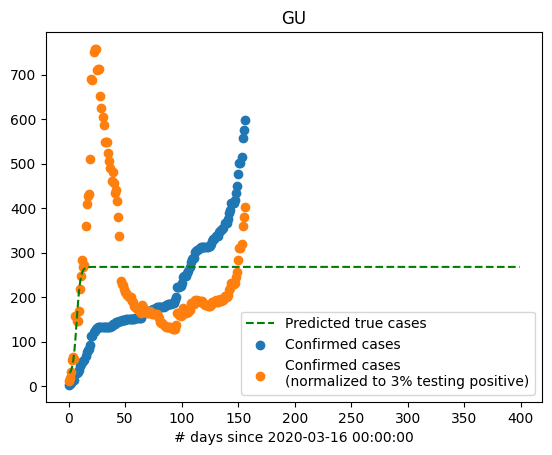 GU
700
600
500
400
300
200
100
0
Predicted true cases
Confirmed cases
Confirmed cases
(normalized to 3% testing positive)
0 50 100 150 200 250 300 350 400
# days since 2020-03-16 00:00:00